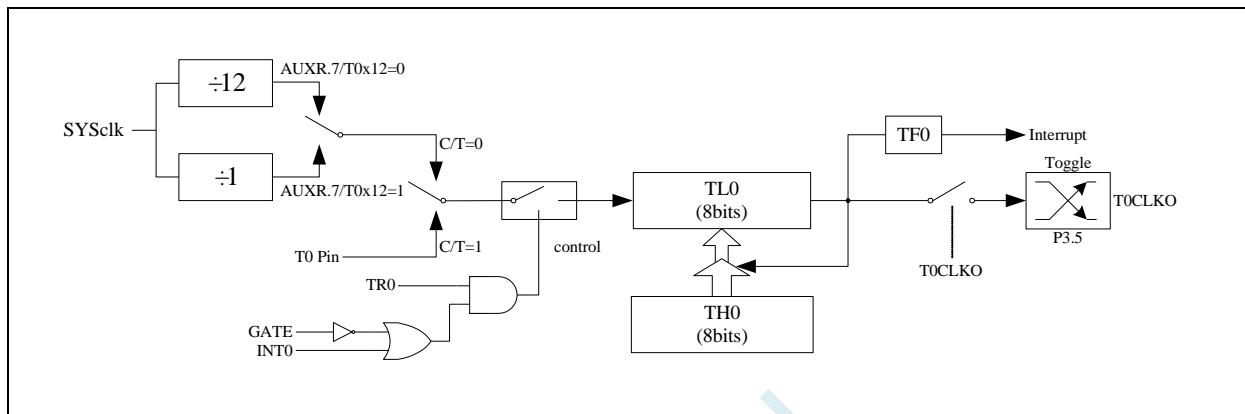 ÷12
AUXR.7/T0x12=0
SYSclk
÷1
AUXR.7/T0x12=1
C/T=0
C/T=1
T0 Pin
control
TR0
GATE
INT0
TL0
(8bits)
TH0
(8bits)
TF0
Interrupt
Toggle
T0CLKO
P3.5
T0CLKO